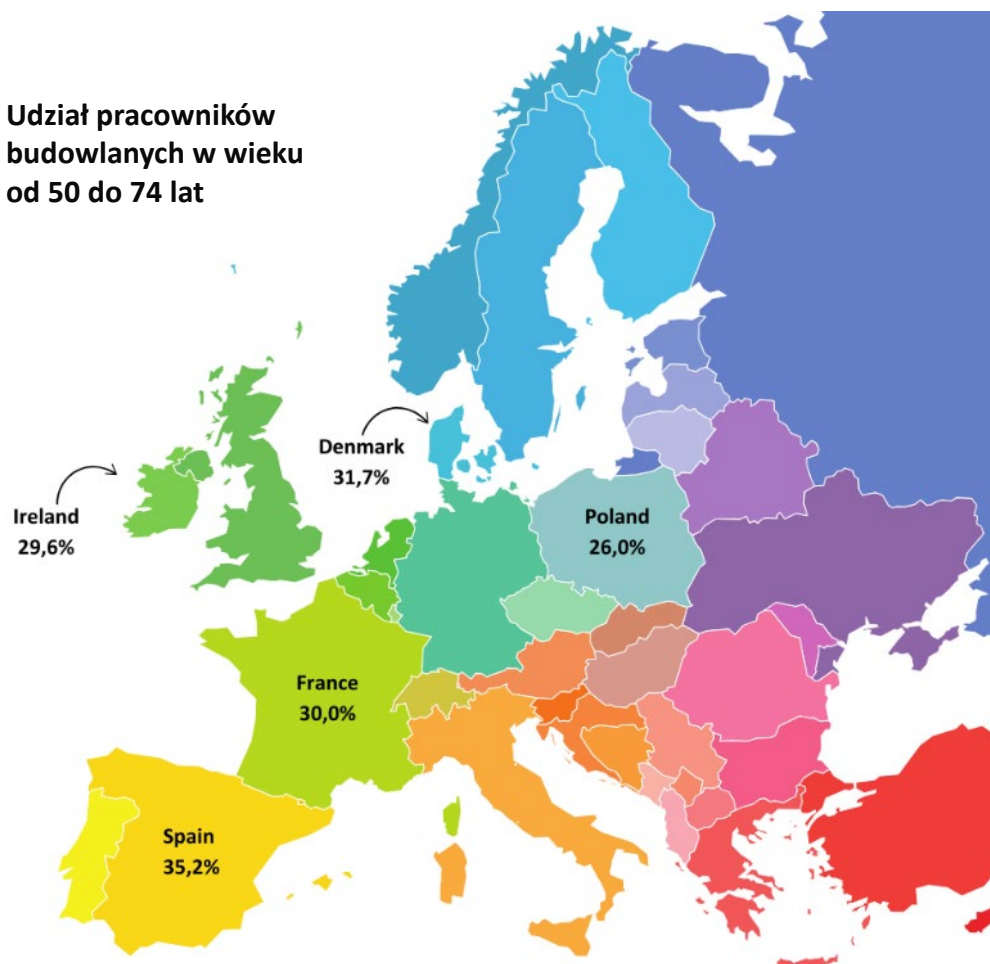 Udział pracowników
budowlanych w wieku
od 50 do 74 lat
Denmark
31,7%
Ireland
29,6%
Poland
26,0%
France
30,0%
Spain
35,2%